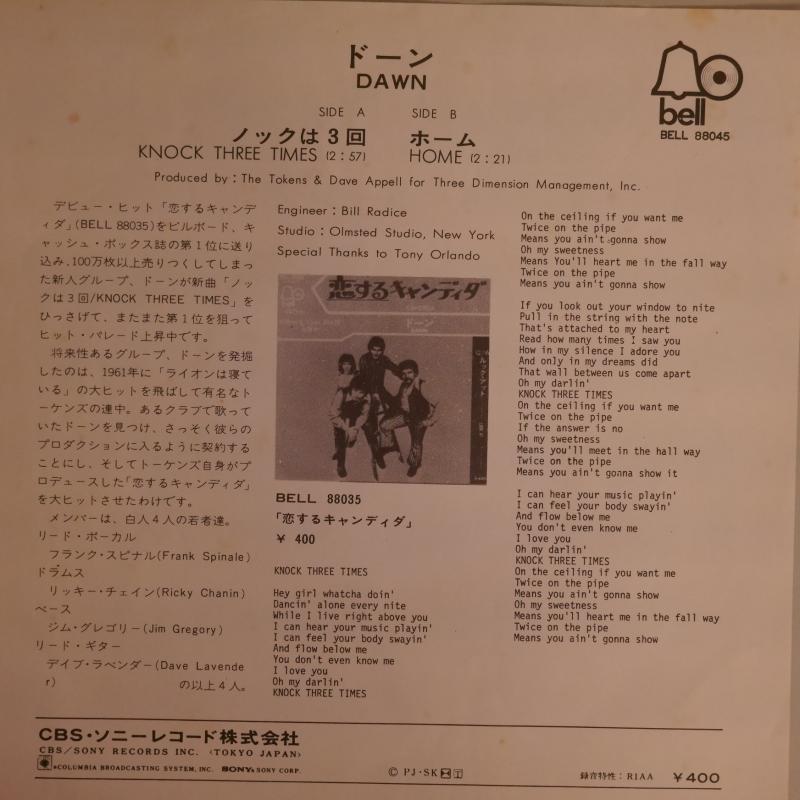 ドーン
DAWN
bell
BELL 88045
SIDE A
ノックは3回
KNOCK THREE TIMES (2:57)
SIDE B
ホーム
HOME (2:21)
Produced by:The Tokens & Dave Appell for Three Dimension Management, Inc.
デビュー・ヒット「恋するキャンデ
ィダ」(BELL 88035)をビルボード、キ
ャッシュ・ボックス誌の第1位に送り
込み、100万枚以上売りつくしてしまっ
た新人グループ、ドーンが新曲「ノッ
クは3回/KNOCK THREE TIMES」を
ひっさげて、またまた第1位を狙って
ヒット・パレード上昇中です。
将来性あるグループ、ドーンを発掘
したのは、1961年に「ライオンは寝て
いる」の大ヒットを飛ばして有名なト
ーケンズの連中。あるクラブで歌って
いたドーンを見つけ、さっそく彼らの
プロダクションに入るように契約する
ことにし、そしてトーケンズ自身がプ
ロデュースした「恋するキャンディダ」
を大ヒットさせたわけです。
メンバーは、白人4人の若者達。
リード・ボーカル
フランク・スピナル(Frank Spinale)
ドラムス
リッキー・チェイン(Ricky Chanin)
ベース
ジム・グレゴリー(Jim Gregory)
リード・ギター
デイブ・ラベンダー(Dave Lavende
r) の以上4人。
Engineer:Bill Radice
Studio:Olmsted Studio, New York
Special Thanks to Tony Orlando
恋するキャンディダ
ドーン
BELL 88035
「恋するキャンディダ」
¥ 400
KNOCK THREE TIMES
Hey girl whatcha doin'
Dancin' alone every nite
While I live right above you
I can hear your music playin'
I can feel your body swayin'
And flow below me
You don't even know me
I love you
Oh my darlin'
KNOCK THREE TIMES
On the ceiling if you want me
Twice on the pipe
Means you ain't gonna show
Oh my sweetness
Means You'll heart me in the fall way
Twice on the pipe
Means you ain't gonna show
If you look out your window to nite
Pull in the string with the note
That's attached to my heart
Read how many times I saw you
How in my silence I adore you
And only in my dreams did
That wall between us come apart
Oh my darlin'
KNOCK THREE TIMES
On the ceiling if you want me
Twice on the pipe
If the answer is no
Oh my sweetness
Means you'll meet in the hall way
Twice on the pipe
Means you ain't gonna show it
I can hear your music playin'
I can feel your body swayin'
And flow below me
You don't even know me
I love you
Oh my darlin'
KNOCK THREE TIMES
On the ceiling if you want me
Twice on the pipe
Means you ain't gonna show
Oh my sweetness
Means you'll heart me in the fall way
Twice on the pipe
Means you ain't gonna show
CBS・ソニーレコード株式会社
CBS/SONY RECORDS INC. <TOKYO JAPAN>
COLUMBIA BROADCASTING SYSTEM, INC. SONY SONY CORP.
Ⓒ PJ・SK
録音特性:RIAA ¥400